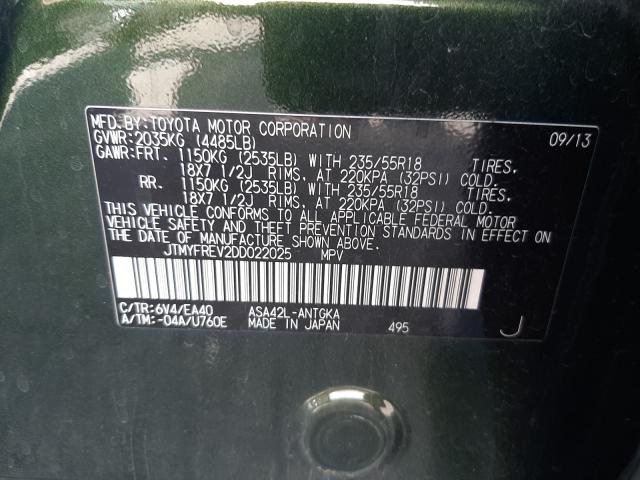 MFD. BY: TOYOTA MOTOR CORPORATION 09/13
GVWR: 2035KG (4485LB)
GAWR: FRT. 1150KG (2535LB) WITH 235/55R18 TIRES,
18X7 1/2J RIMS, AT 220KPA (32PSI) COLD.
RR. 1150KG (2535LB) WITH 235/55R18 TIRES,
18X7 1/2J RIMS, AT 220KPA (32PSI) COLD.
THIS VEHICLE CONFORMS TO ALL APPLICABLE FEDERAL MOTOR
VEHICLE SAFETY AND THEFT PREVENTION STANDARDS IN EFFECT ON
THE DATE OF MANUFACTURE SHOWN ABOVE.
JTMYFREV2DD022025 MPV
C/TR: 6V4/EA40 ASA42L-ANTGKA
A/TM: -04A/U760E MADE IN JAPAN 495 J